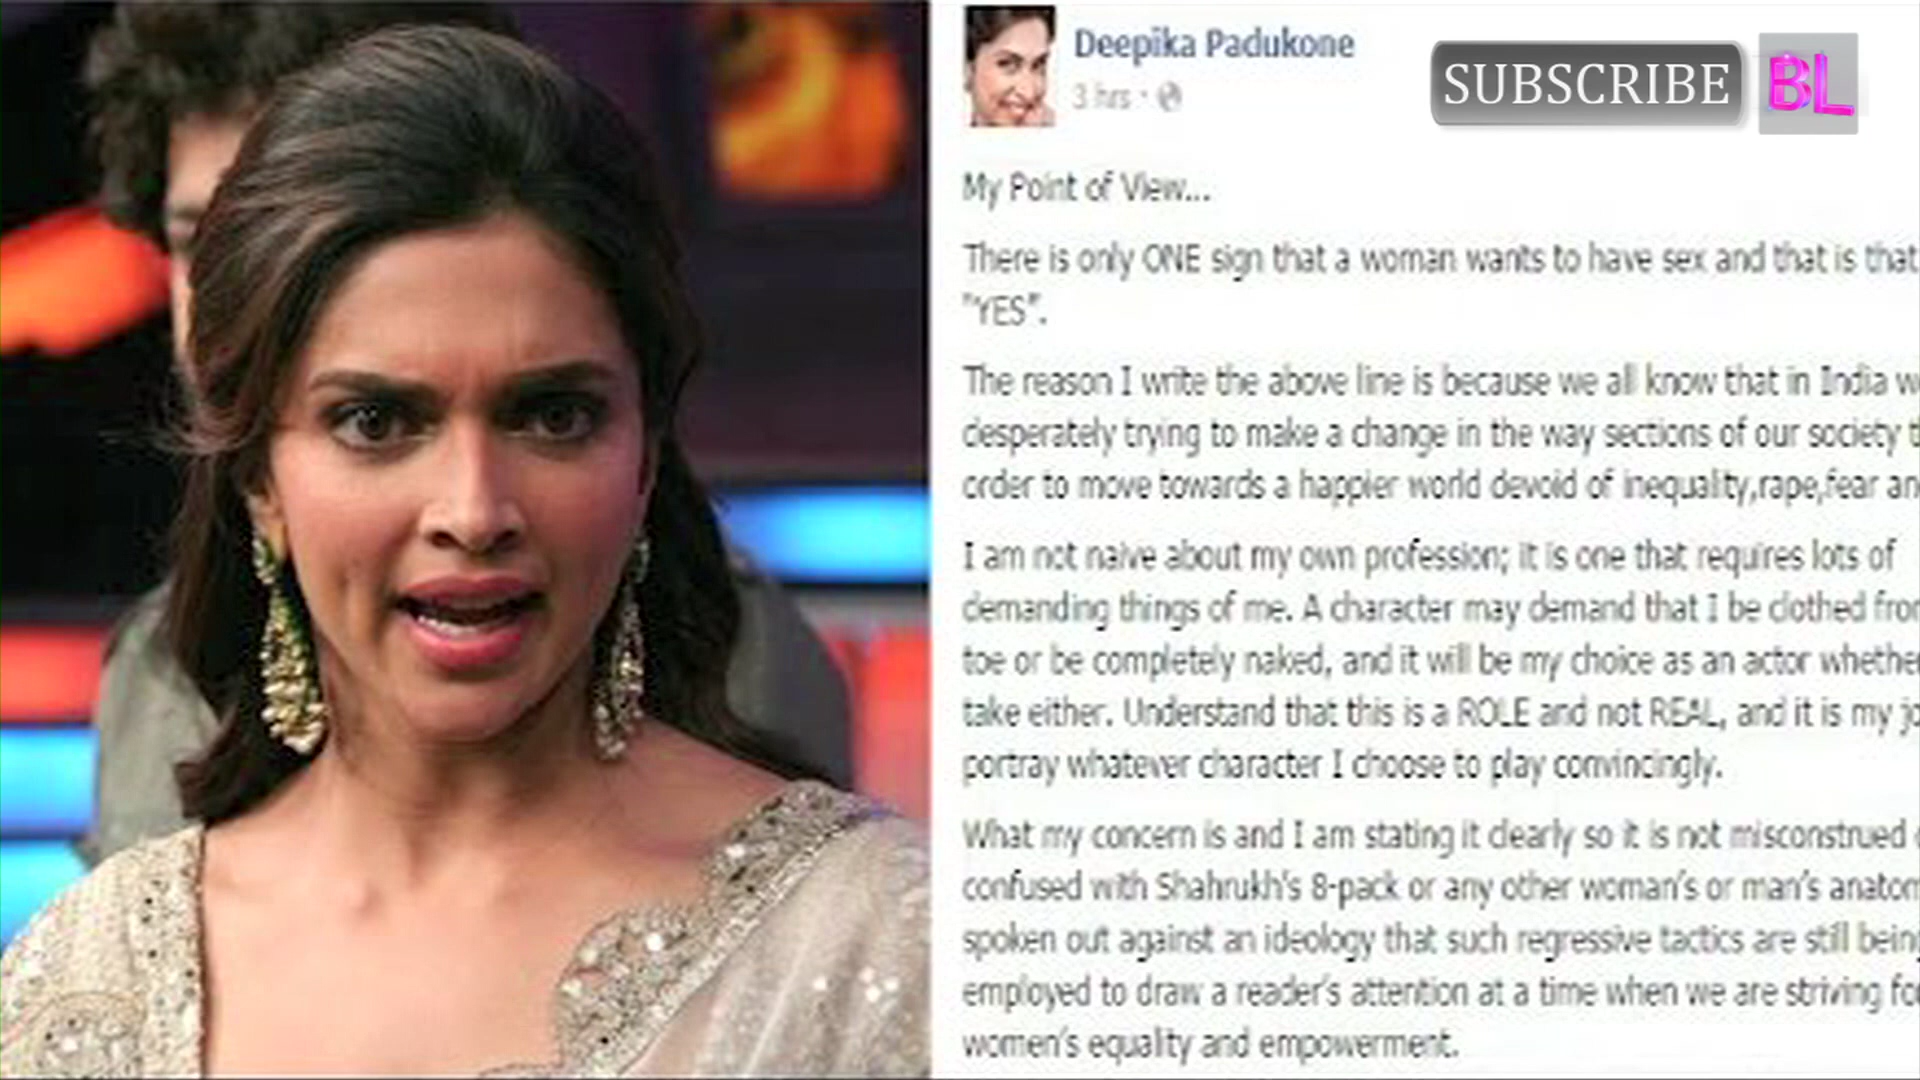 Deepika Padukone
3 hrs ·
SUBSCRIBE
BL
My Point of View...
There is only ONE sign that a woman wants to have sex and that is that
"YES".
The reason I write the above line is because we all know that in India
desperately trying to make a change in the way sections of our society
order to move towards a happier world devoid of inequality,rape,fear
I am not naive about my own profession; it is one that requires lots of
demanding things of me. A character may demand that I be clothed
toe or be completely naked, and it will be my choice as an actor
take either. Understand that this is a ROLE and not REAL, and it is my
portray whatever character I choose to play convincingly.
What my concern is and I am stating it clearly so it is not misconstrued
confused with Shahrukh's 8-pack or any other woman's or man's
spoken out against an ideology that such regressive tactics are still
employed to draw a reader's attention at a time when we are striving
women's equality and empowerment.